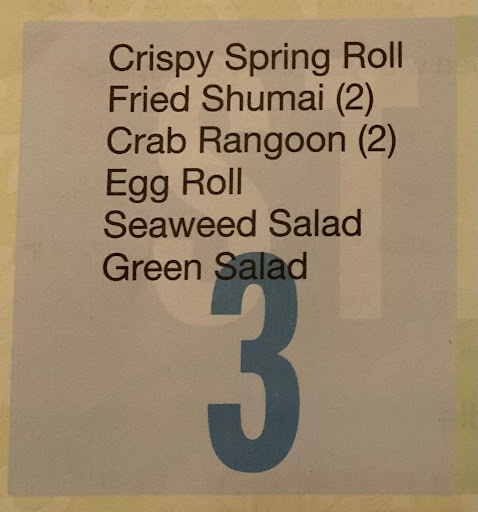 Crispy Spring Roll
Fried Shumai (2)
Crab Rangoon (2)
Egg Roll
Seaweed Salad
Green Salad
3